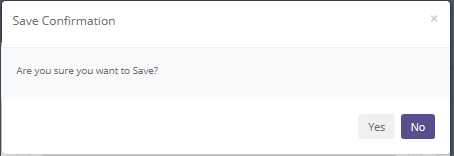 Save Confirmation ×
Are you sure you want to Save?
Yes No